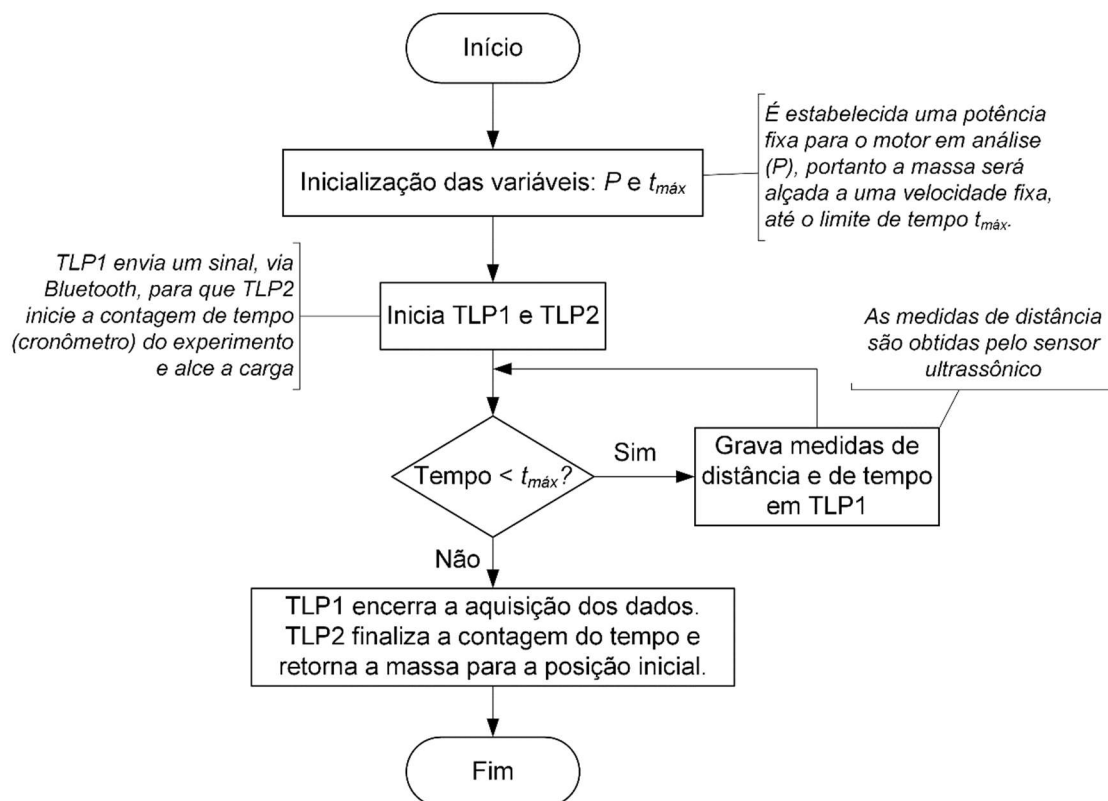 Início
Inicialização das variáveis: P e tmáx
É estabelecida uma potência
fixa para o motor em análise
(P), portanto a massa será
alçada a uma velocidade fixa,
até o limite de tempo tmáx.
TLP1 envia um sinal, via
Bluetooth, para que TLP2
inicie a contagem de tempo
(cronômetro) do experimento
e alce a carga
Inicia TLP1 e TLP2
As medidas de distância
são obtidas pelo sensor
ultrassônico
Tempo < tmáx?
Sim
Grava medidas de
distância e de tempo
em TLP1
Não
TLP1 encerra a aquisição dos dados.
TLP2 finaliza a contagem do tempo e
retorna a massa para a posição inicial.
Fim